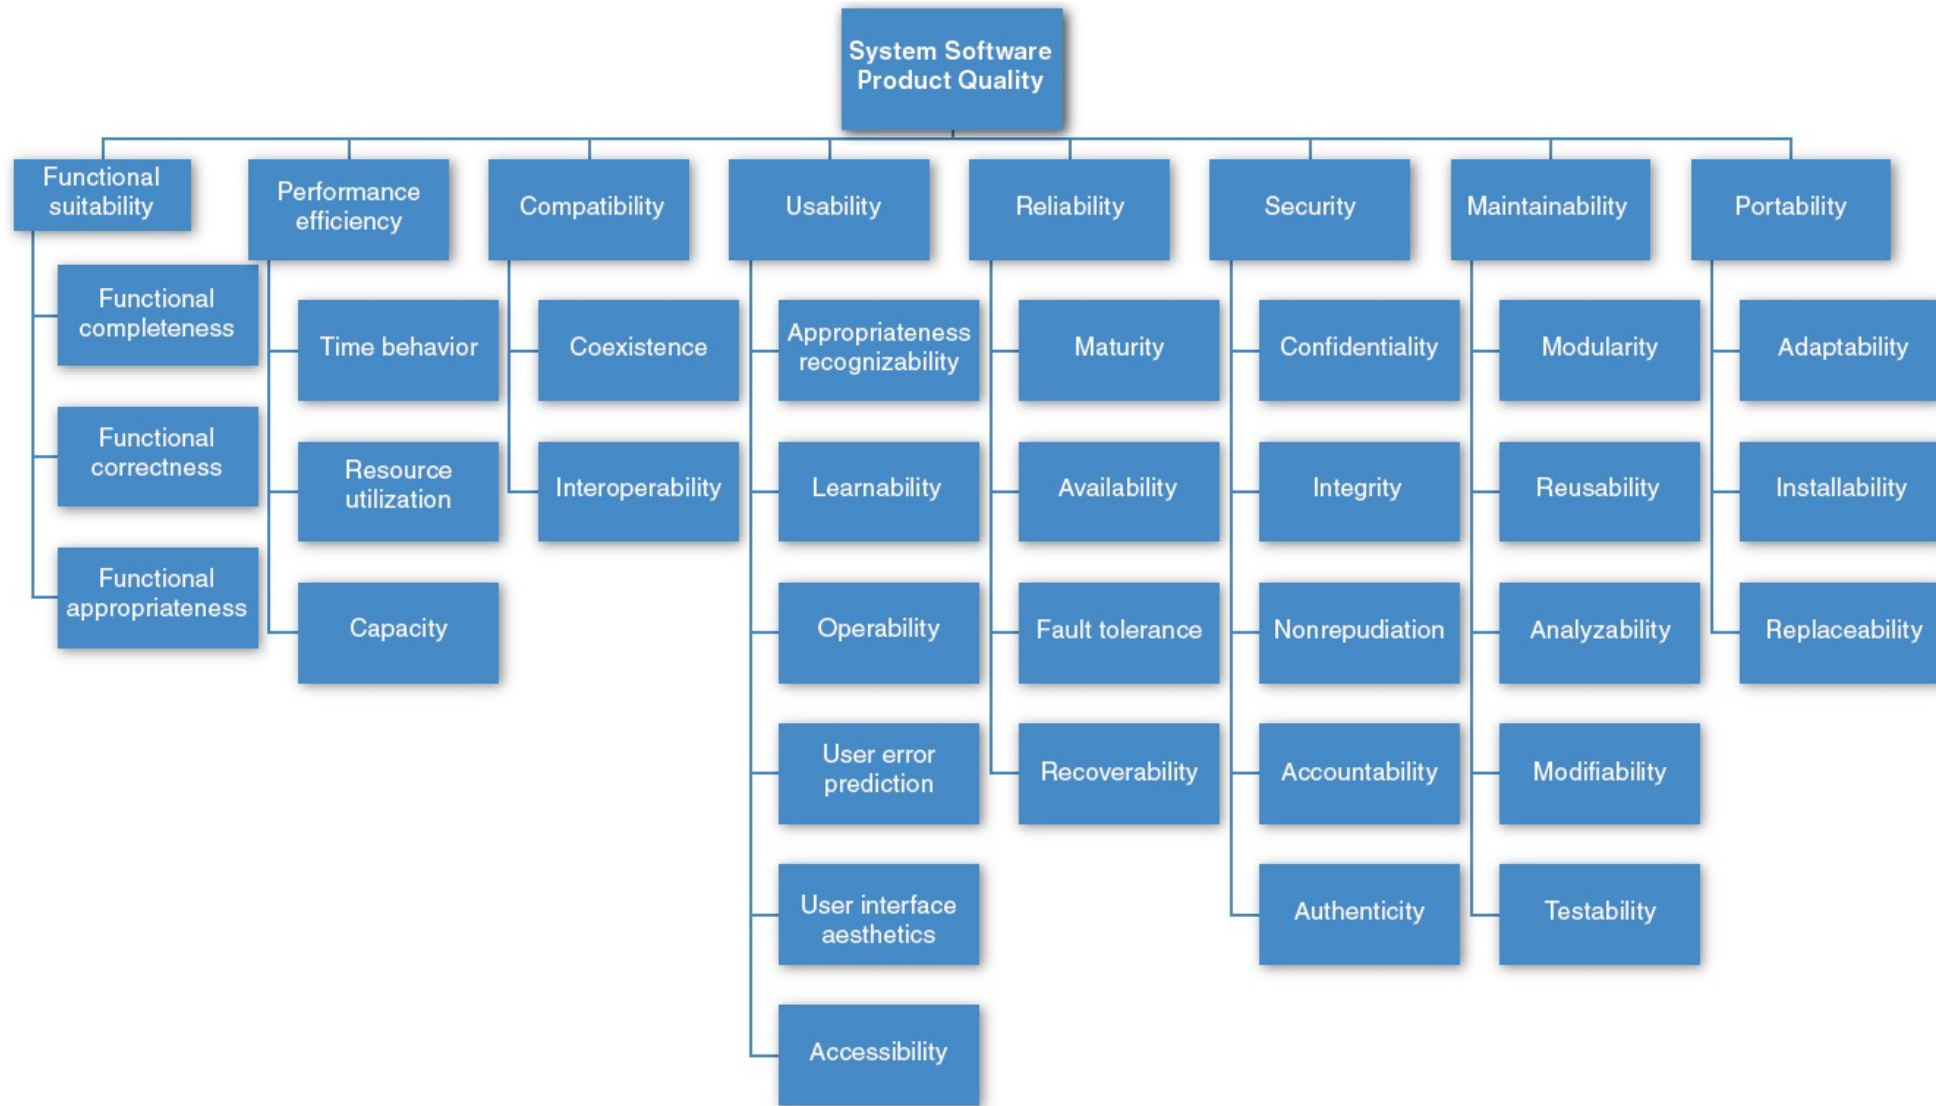 System Software
Product Quality
Functional
suitability
Performance
efficiency
Compatibility
Usability
Reliability
Security
Maintainability
Portability
Functional
completeness
Functional
correctness
Functional
appropriateness
Time behavior
Resource
utilization
Capacity
Coexistence
Interoperability
Appropriateness
recognizability
Learnability
Operability
User error
prediction
User interface
aesthetics
Accessibility
Maturity
Availability
Fault tolerance
Recoverability
Confidentiality
Integrity
Nonrepudiation
Accountability
Authenticity
Modularity
Reusability
Analyzability
Modifiability
Testability
Adaptability
Installability
Replaceability